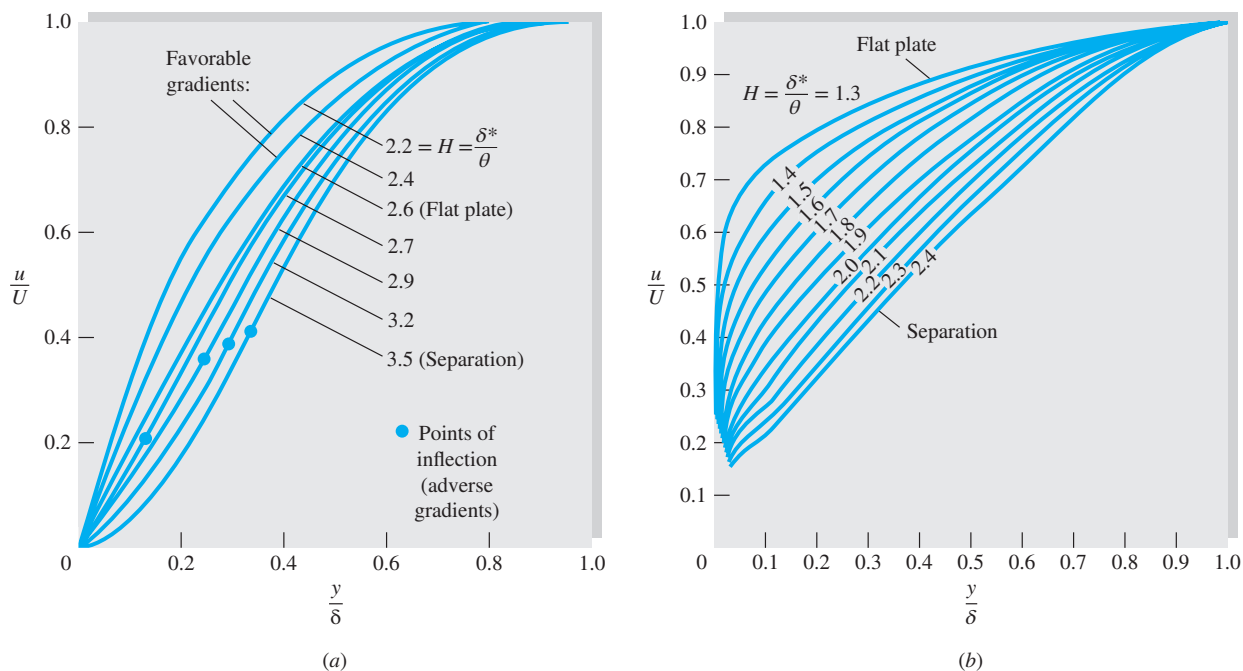 1.0
0.8
0.6
0.4
0.2
0
0.2
0.4
0.6
0.8
1.0
u
U
y
δ
Favorable
gradients:
2.2 = H = δ*
θ
2.4
2.6 (Flat plate)
2.7
2.9
3.2
3.5 (Separation)
Points of
inflection
(adverse
gradients)
(a)
1.0
0.9
0.8
0.7
0.6
0.5
0.4
0.3
0.2
0.1
0
0.1
0.2
0.3
0.4
0.5
0.6
0.7
0.8
0.9
1.0
u
U
y
δ
Flat plate
H = δ* = 1.3
θ
1.4
1.5
1.6
1.7
1.8
1.9
2.0
2.1
2.2
2.3
2.4
Separation
(b)